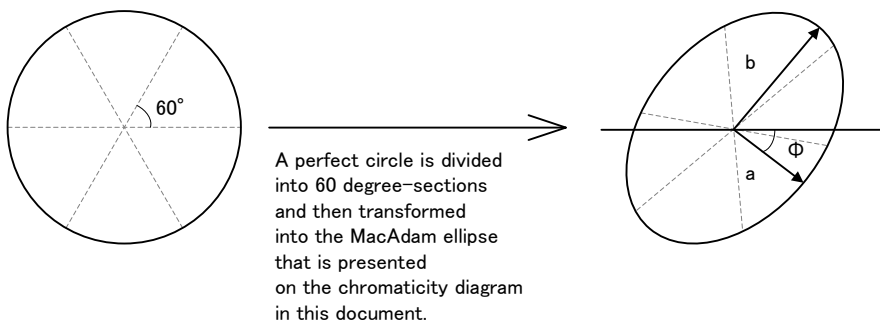 60°
A perfect circle is divided
into 60 degree-sections
and then transformed
into the MacAdam ellipse
that is presented
on the chromaticity diagram
in this document.
b
Φ
a